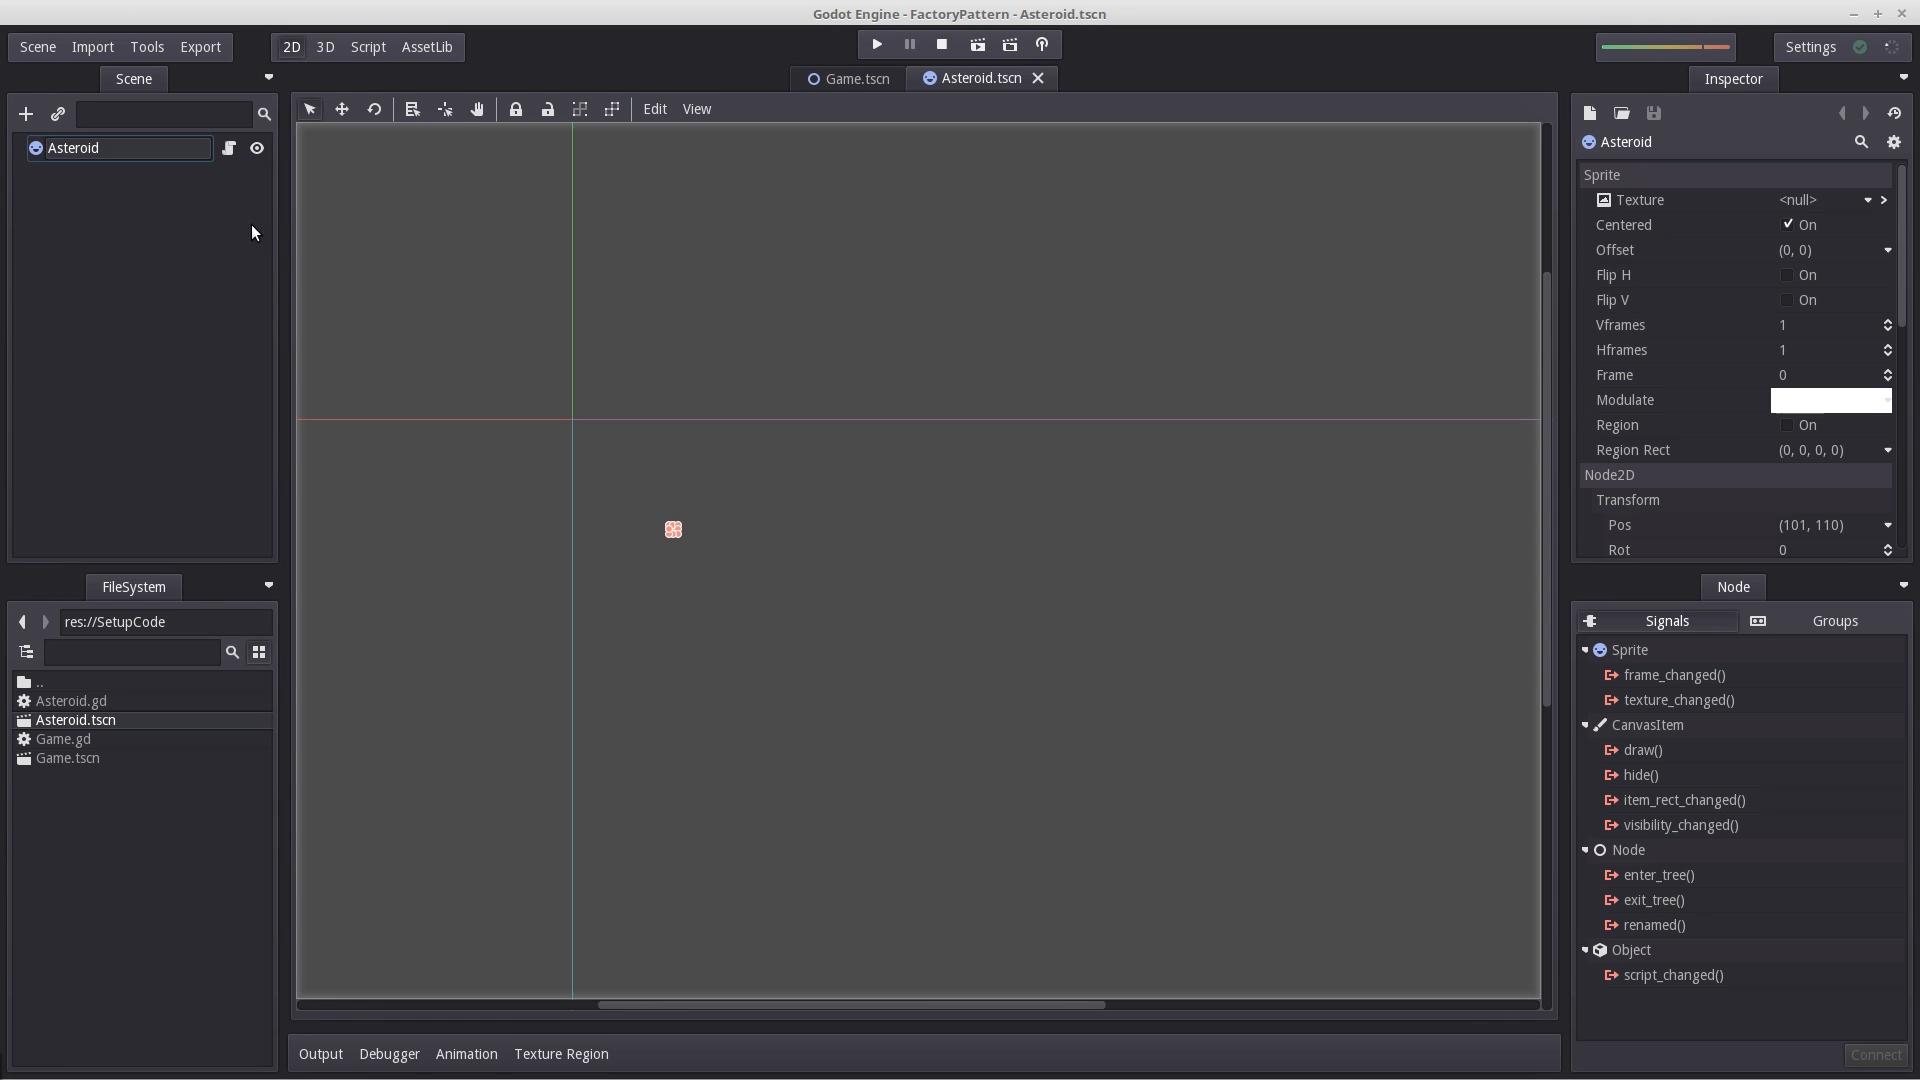 Godot Engine - FactoryPattern - Asteroid.tscn
Scene Import Tools Export
2D 3D Script AssetLib
Settings
Scene
Game.tscn
Asteroid.tscn
Inspector
Edit View
Asteroid
Asteroid
Sprite
Texture <null>
Centered On
Offset (0, 0)
Flip H On
Flip V On
Vframes 1
Hframes 1
Frame 0
Modulate
Region On
Region Rect (0, 0, 0, 0)
Node2D
Transform
Pos (101, 110)
Rot 0
FileSystem
res://SetupCode
..
Asteroid.gd
Asteroid.tscn
Game.gd
Game.tscn
Node
Signals Groups
Sprite
frame_changed()
texture_changed()
CanvasItem
draw()
hide()
item_rect_changed()
visibility_changed()
Node
enter_tree()
exit_tree()
renamed()
Object
script_changed()
Connect
Output Debugger Animation Texture Region